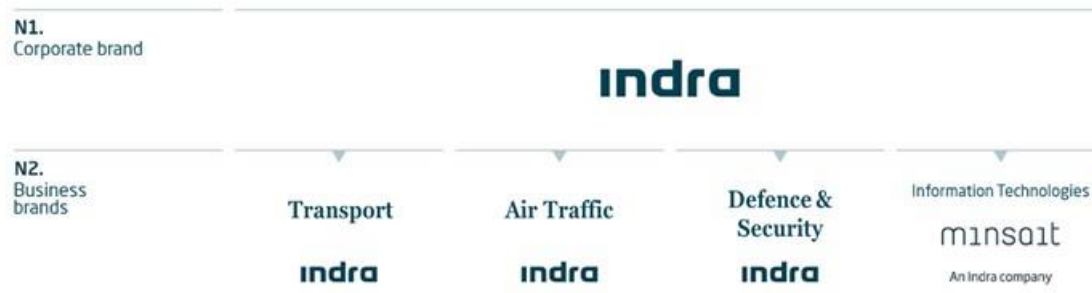 N1.
Corporate brand
indra
N2.
Business
brands
Transport
indra
Air Traffic
indra
Defence &
Security
indra
Information Technologies
minsait
An Indra company